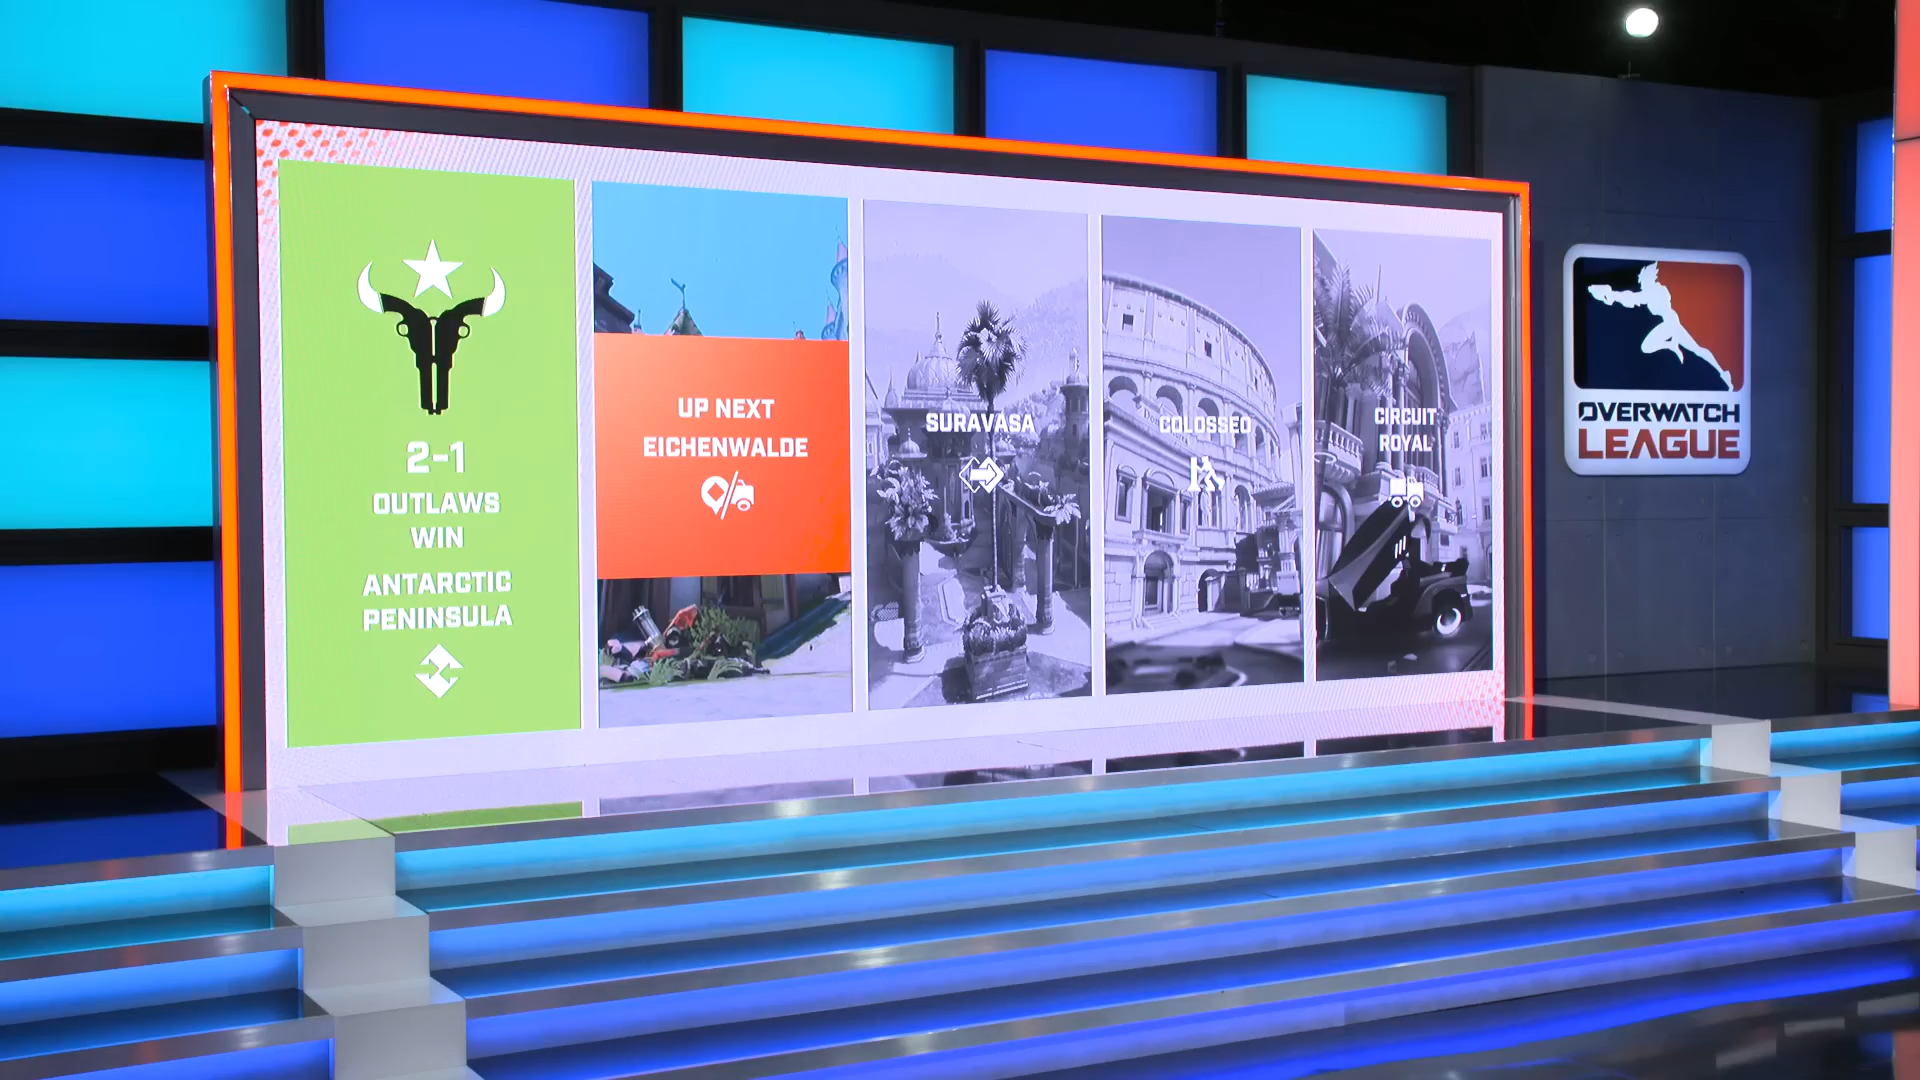 2-1
OUTLAWS
WIN
ANTARCTIC
PENINSULA
UP NEXT
EICHENWALDE
SURAVASA
COLOSSEO
CIRCUIT
ROYAL
OVERWATCH
LEAGUE